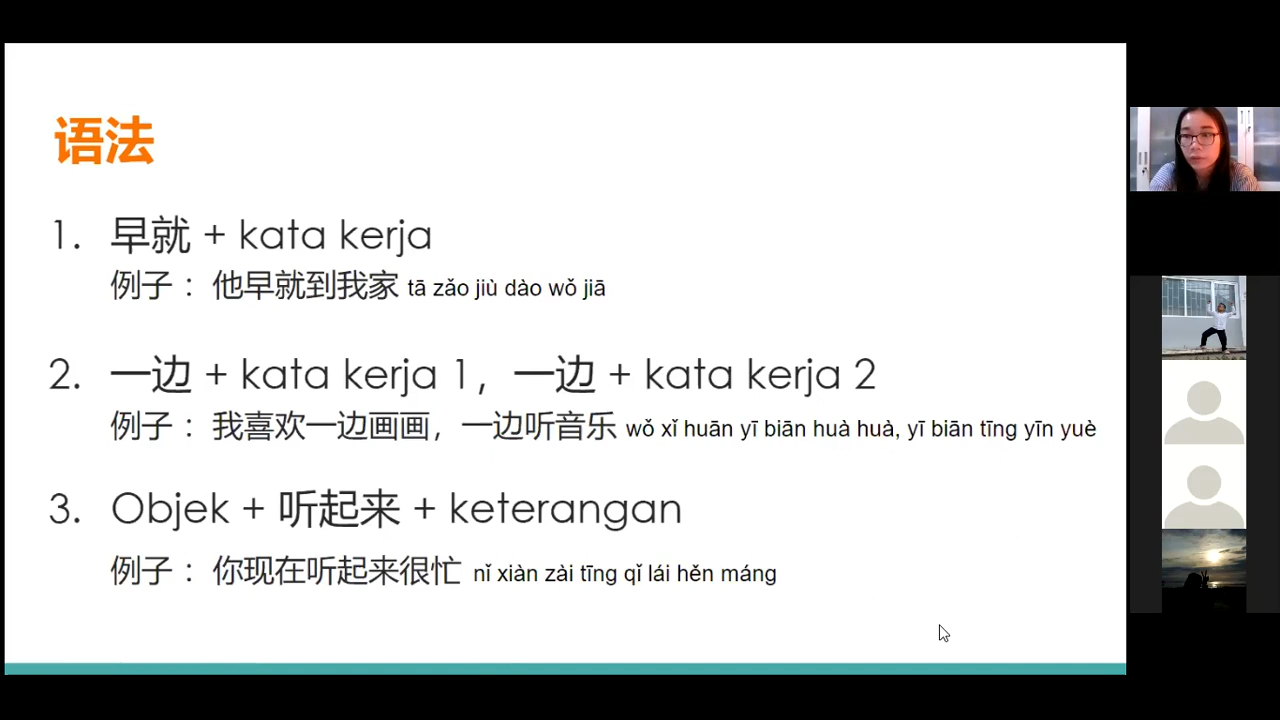 语法
1. 早就 + kata kerja
例子： 他早就到我家 tā zǎo jiù dào wǒ jiā
2. 一边 + kata kerja 1，一边 + kata kerja 2
例子： 我喜欢一边画画，一边听音乐 wǒ xǐ huān yī biān huà huà, yī biān tīng yīn yuè
3. Objek + 听起来 + keterangan
例子： 你现在听起来很忙 nǐ xiàn zài tīng qǐ lái hěn máng